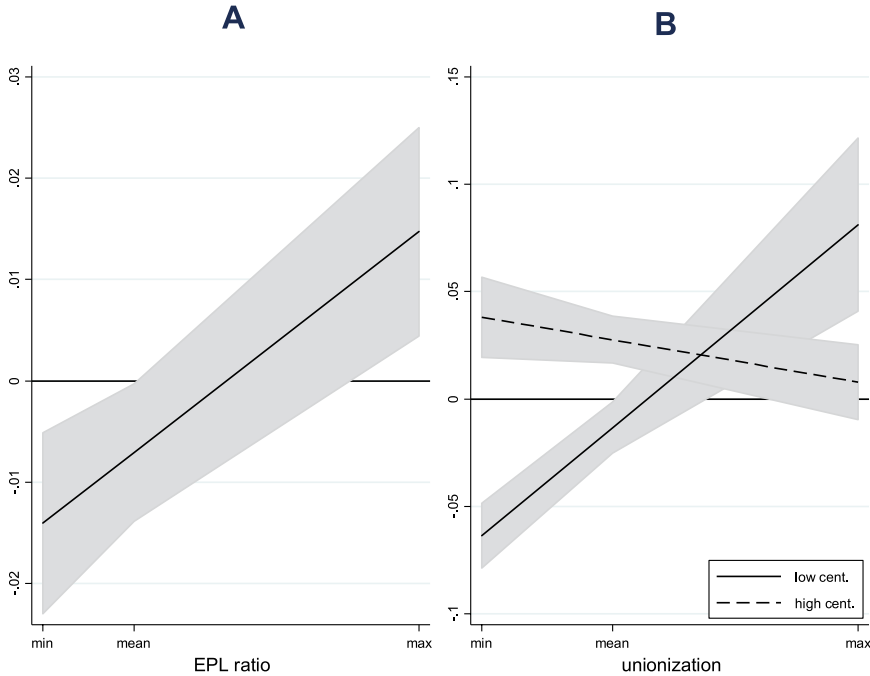 A
B
.03
.02
.01
0
-.01
-.02
min
mean
max
EPL ratio
.15
.1
.05
0
-.05
-.1
low cent.
high cent.
min
mean
max
unionization